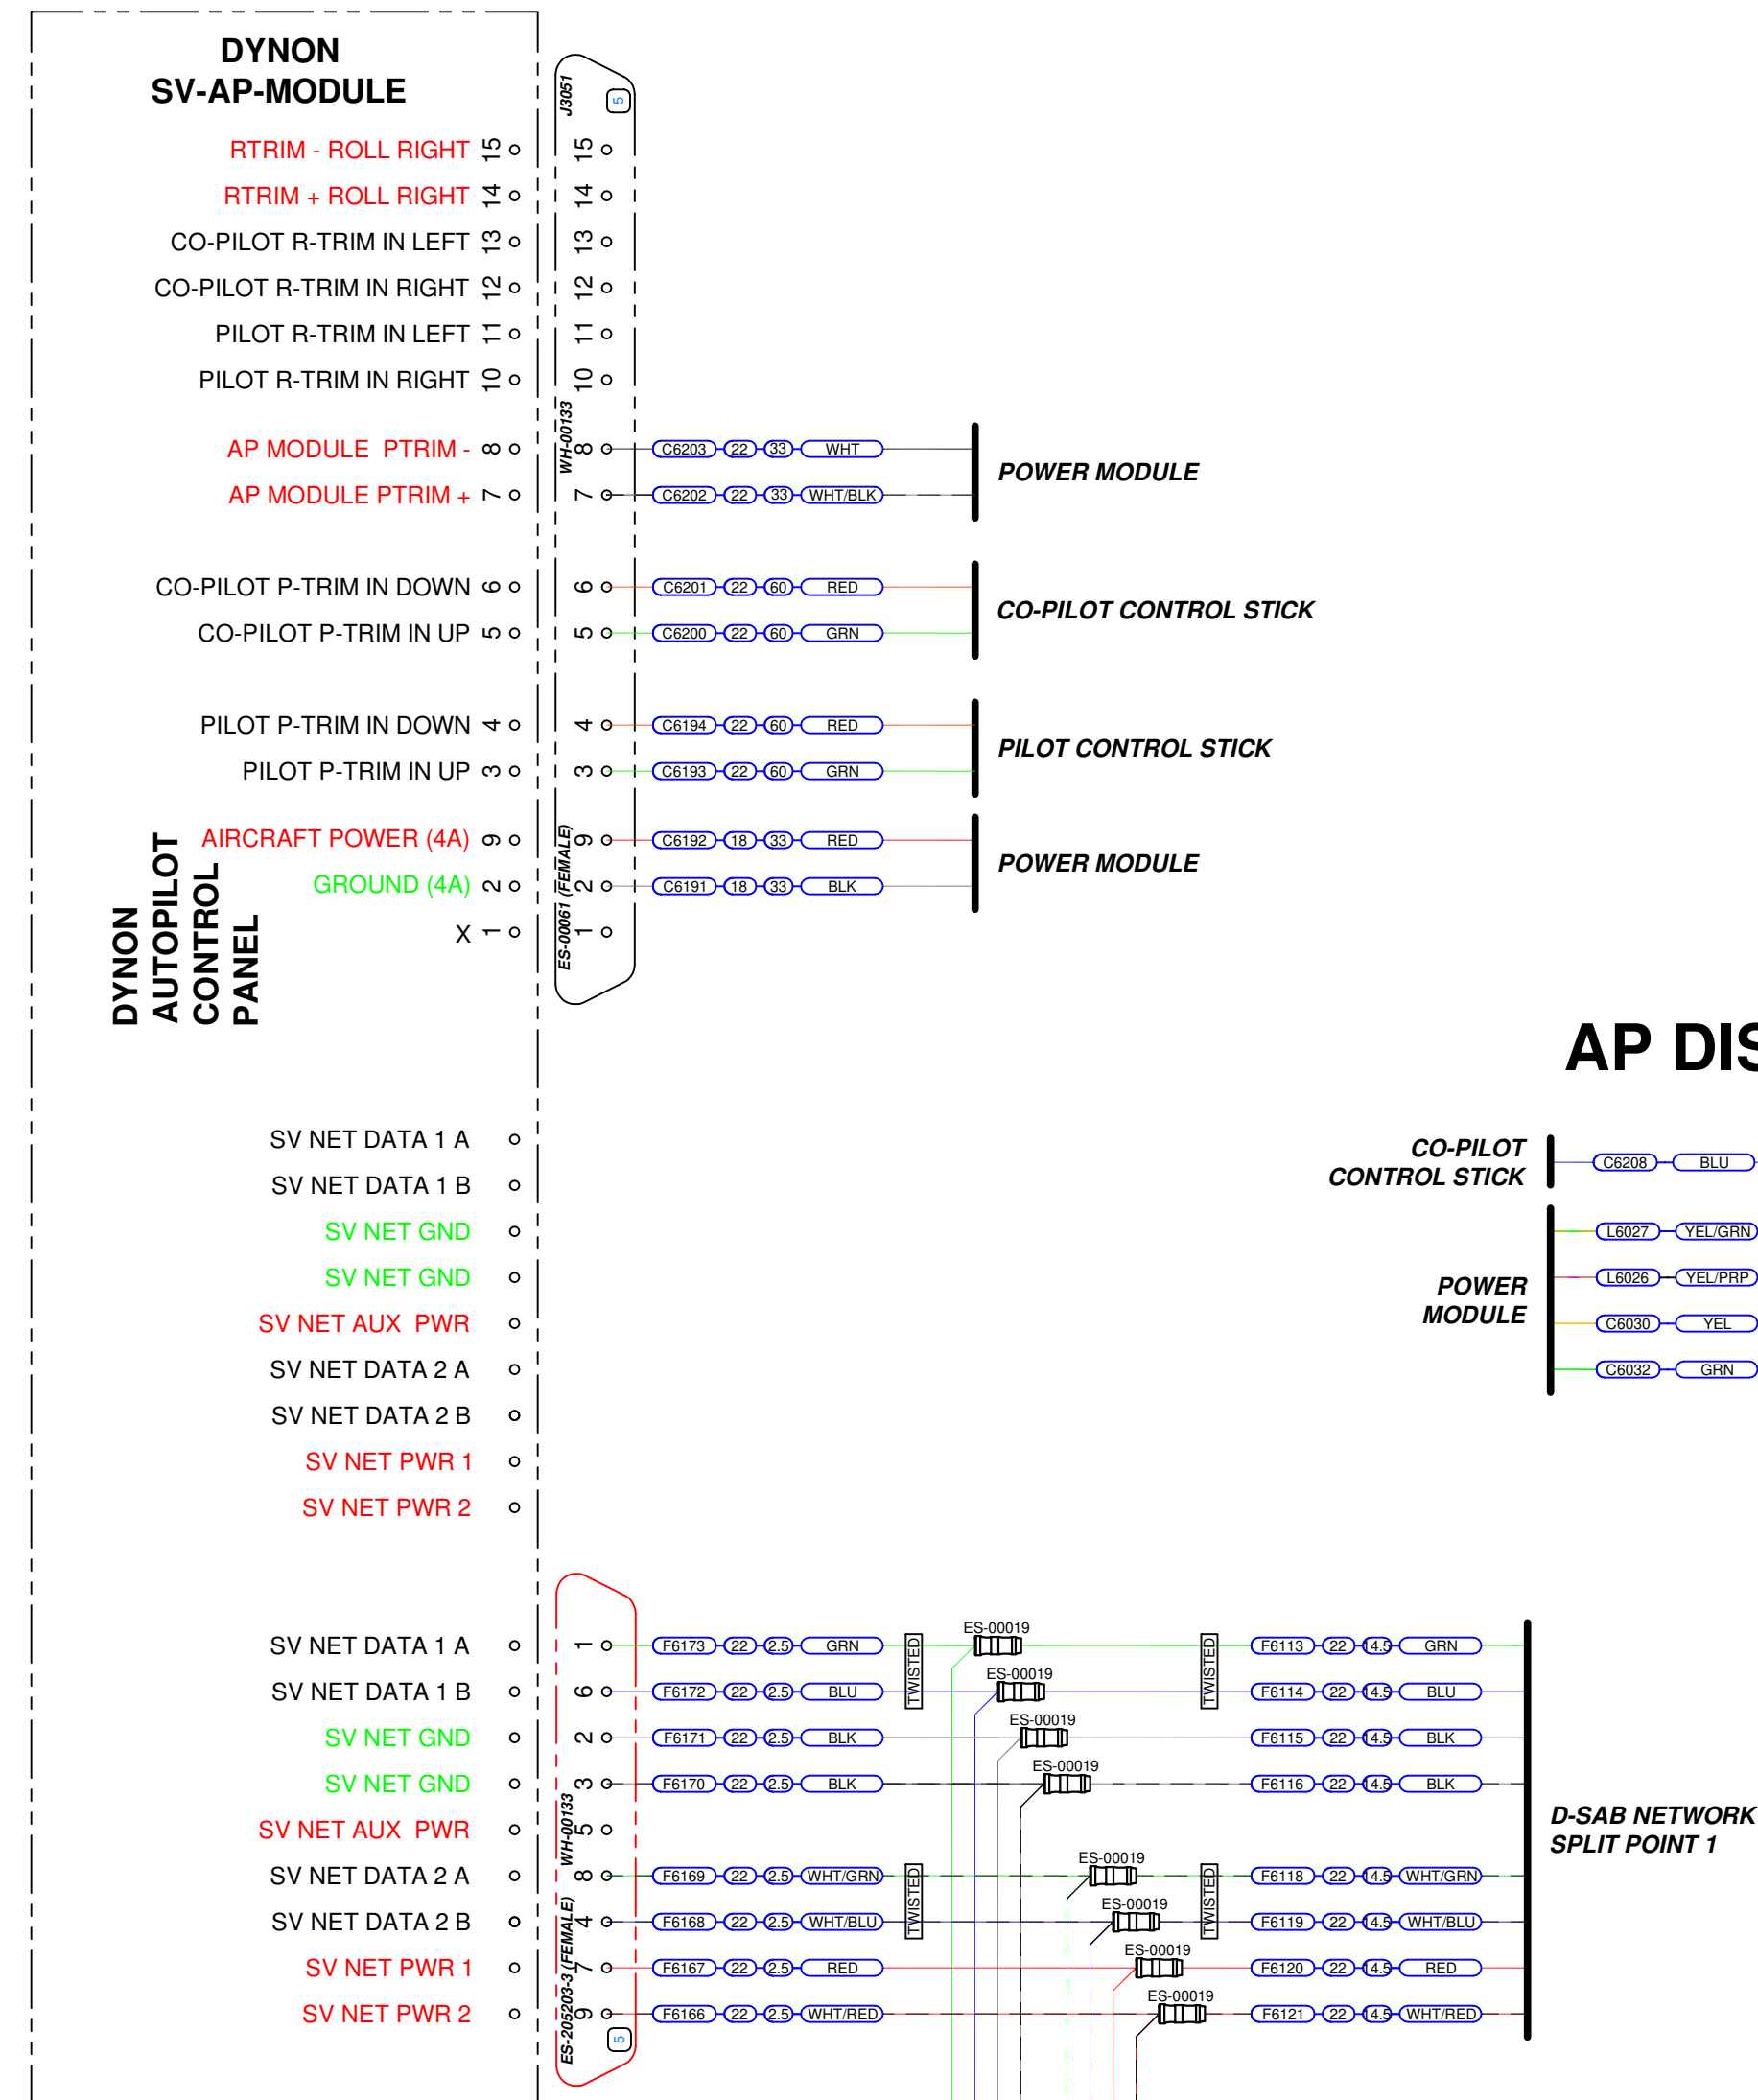 DYNON
SV-AP-MODULE
J3051
5
RTRIM - ROLL RIGHT 15 15
RTRIM + ROLL RIGHT 14 14
CO-PILOT R-TRIM IN LEFT 13 13
CO-PILOT R-TRIM IN RIGHT 12 12
PILOT R-TRIM IN LEFT 11 11
PILOT R-TRIM IN RIGHT 10 10
WH-00133
AP MODULE PTRIM - 8 8 C6203 22 33 WHT
AP MODULE PTRIM + 7 7 C6202 22 33 WHT/BLK
POWER MODULE
CO-PILOT P-TRIM IN DOWN 6 6 C6201 22 60 RED
CO-PILOT P-TRIM IN UP 5 5 C6200 22 60 GRN
CO-PILOT CONTROL STICK
PILOT P-TRIM IN DOWN 4 4 C6194 22 60 RED
PILOT P-TRIM IN UP 3 3 C6193 22 60 GRN
PILOT CONTROL STICK
AIRCRAFT POWER (4A) 9 9 C6192 18 33 RED
GROUND (4A) 2 2 C6191 18 33 BLK
POWER MODULE
X 1 1
ES-00061 (FEMALE)
DYNON
AUTOPILOT
CONTROL
PANEL
AP DIS
SV NET DATA 1 A
SV NET DATA 1 B
SV NET GND
SV NET GND
SV NET AUX PWR
SV NET DATA 2 A
SV NET DATA 2 B
SV NET PWR 1
SV NET PWR 2
CO-PILOT
CONTROL STICK
C6208 BLU
POWER
MODULE
L6027 YEL/GRN
L6026 YEL/PRP
C6030 YEL
C6032 GRN
SV NET DATA 1 A 1 F6173 22 2.5 GRN TWISTED ES-00019 TWISTED F6113 22 14.5 GRN
SV NET DATA 1 B 6 F6172 22 2.5 BLU ES-00019 F6114 22 14.5 BLU
SV NET GND 2 F6171 22 2.5 BLK ES-00019 F6115 22 14.5 BLK
SV NET GND 3 F6170 22 2.5 BLK ES-00019 F6116 22 14.5 BLK
SV NET AUX PWR 5
WH-00133
SV NET DATA 2 A 8 F6169 22 2.5 WHT/GRN TWISTED ES-00019 TWISTED F6118 22 14.5 WHT/GRN
SV NET DATA 2 B 4 F6168 22 2.5 WHT/BLU ES-00019 F6119 22 14.5 WHT/BLU
SV NET PWR 1 7 F6167 22 2.5 RED ES-00019 F6120 22 14.5 RED
SV NET PWR 2 9 F6166 22 2.5 WHT/RED ES-00019 F6121 22 14.5 WHT/RED
ES-205203-3 (FEMALE)
5
D-SAB NETWORK
SPLIT POINT 1